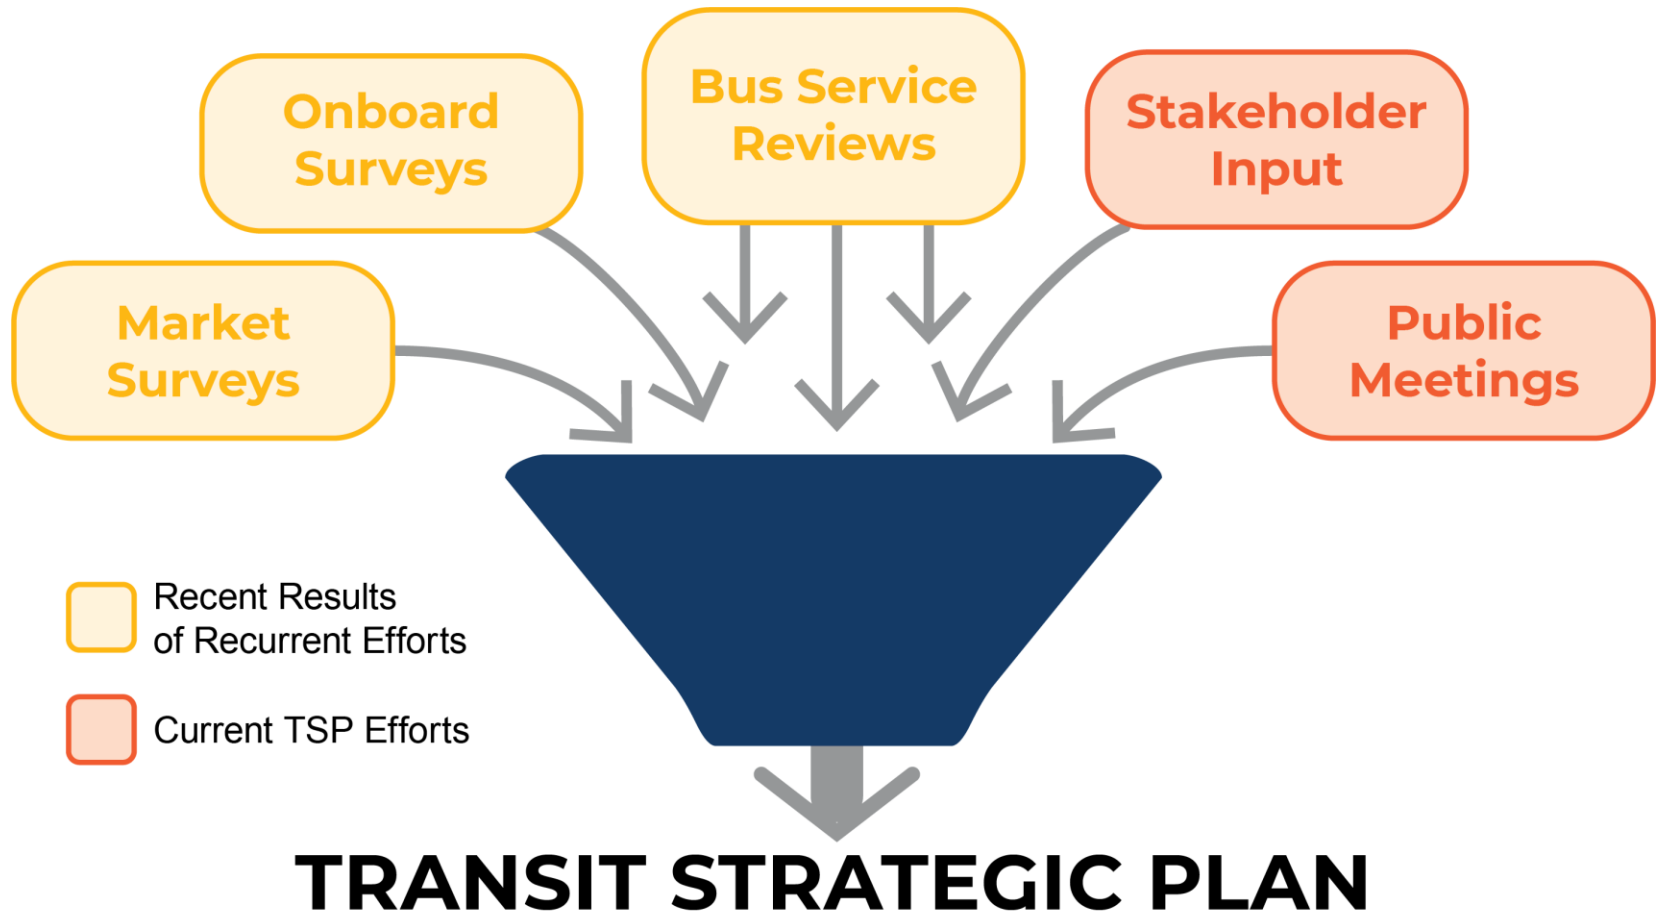 Bus Service
Reviews
Onboard
Surveys
Stakeholder
Input
Market
Surveys
Public
Meetings
Recent Results
of Recurrent Efforts
Current TSP Efforts
TRANSIT STRATEGIC PLAN